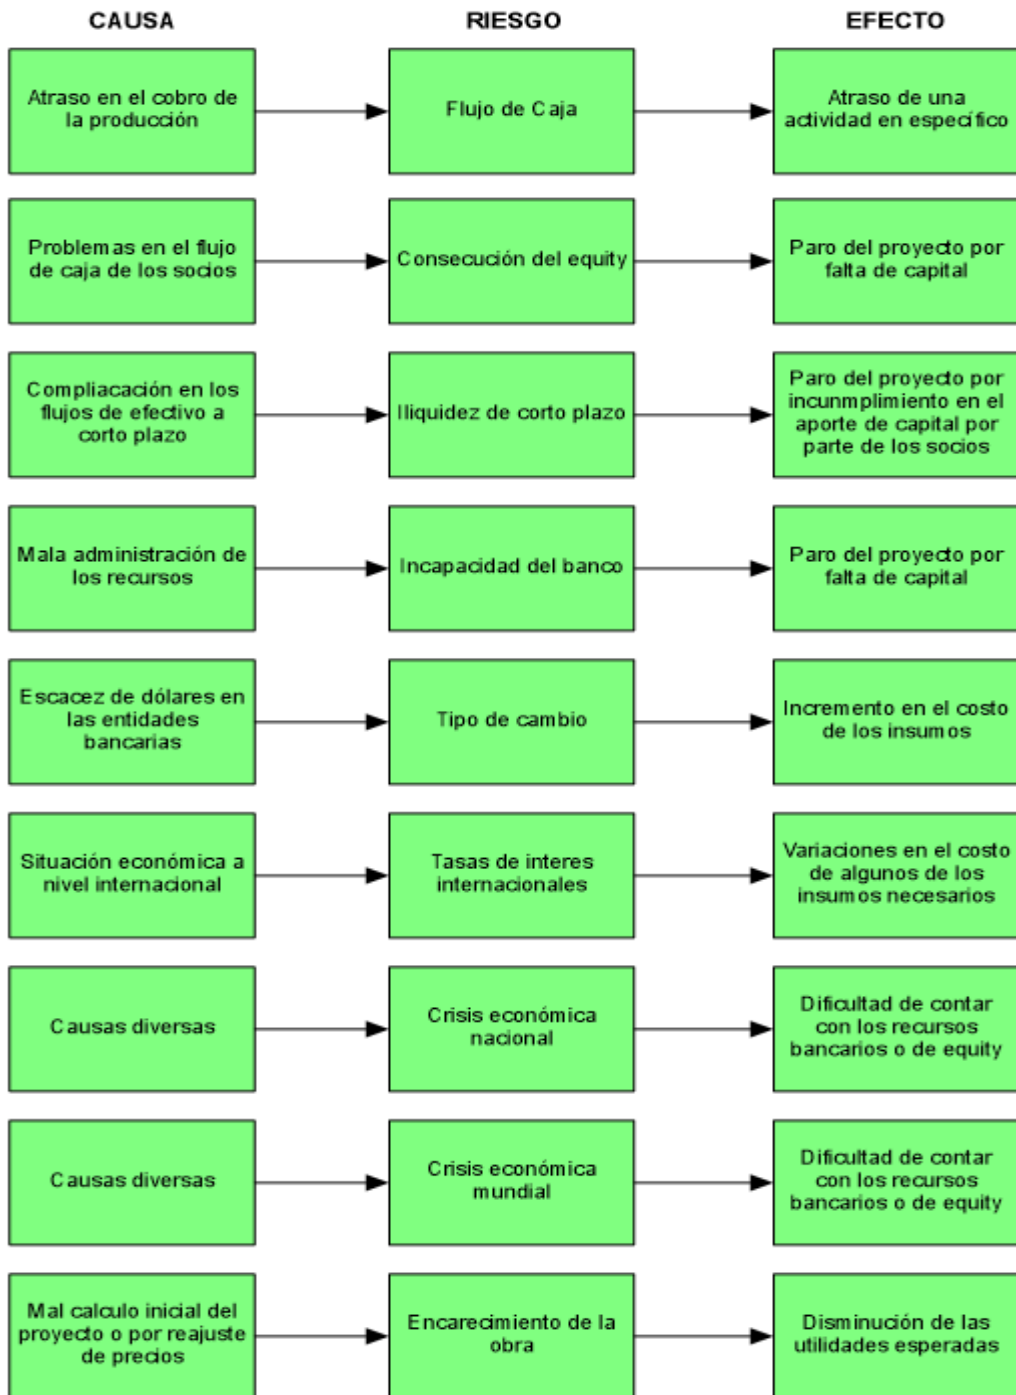 CAUSA
RIESGO
EFECTO
Atraso en el cobro de
la producción
Flujo de Caja
Atraso de una
actividad en específico
Problemas en el flujo
de caja de los socios
Consecución del equity
Paro del proyecto por
falta de capital
Compliacación en los
flujos de efectivo a
corto plazo
Iliquidez de corto plazo
Paro del proyecto por
incunmplimiento en el
aporte de capital por
parte de los socios
Mala administración de
los recursos
Incapacidad del banco
Paro del proyecto por
falta de capital
Escacez de dólares en
las entidades
bancarias
Tipo de cambio
Incremento en el costo
de los insumos
Situación económica a
nivel internacional
Tasas de interes
internacionales
Variaciones en el costo
de algunos de los
insumos necesarios
Causas diversas
Crisis económica
nacional
Dificultad de contar
con los recursos
bancarios o de equity
Causas diversas
Crisis económica
mundial
Dificultad de contar
con los recursos
bancarios o de equity
Mal calculo inicial del
proyecto o por reajuste
de precios
Encarecimiento de la
obra
Disminución de las
utilidades esperadas